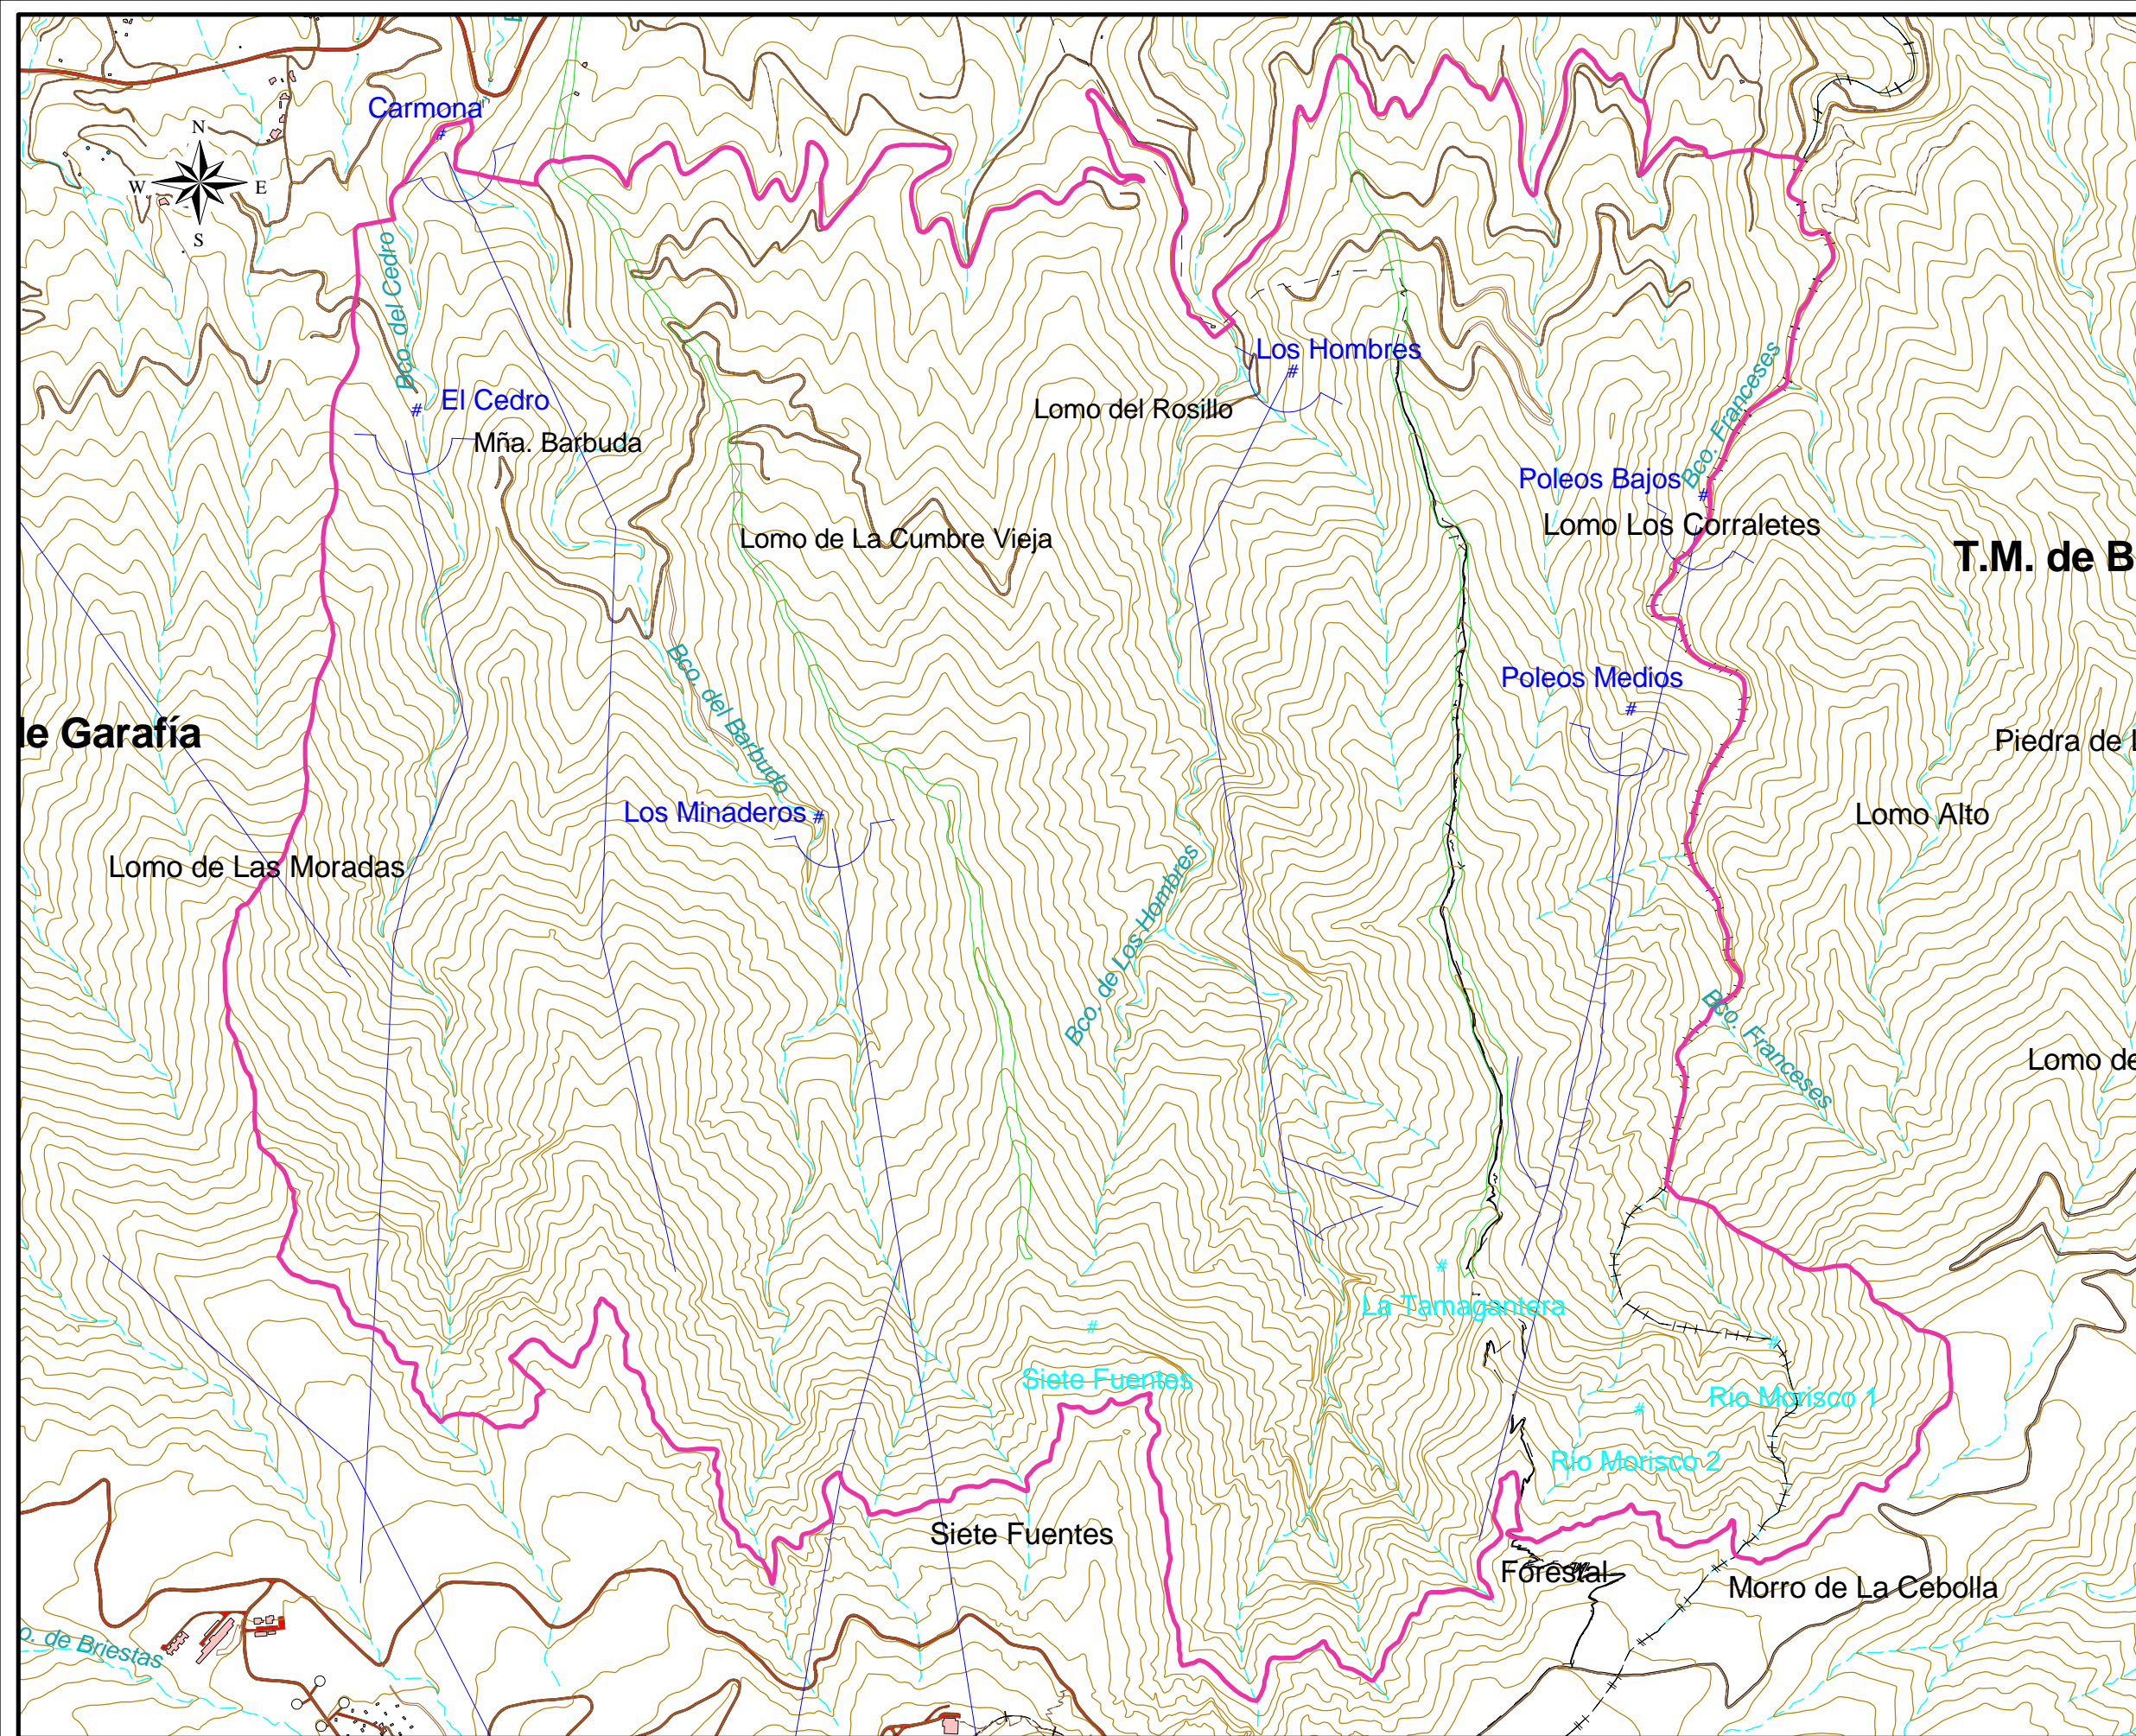 Carmona
N
W
E
S
Bco. del Cedro
Los Hombres
El Cedro
Lomo del Rosillo
Mña. Barbuda
Bco. Franceses
Poleos Bajos
Lomo Los Corraletes
Lomo de La Cumbre Vieja
T.M. de B
Poleos Medios
Bco. del Barbudo
de Garafía
Piedra de L
Los Minaderos
Lomo Alto
Lomo de Las Moradas
Bco. de Los Hombres
Bco. Franceses
Lomo de
La Tamagantera
Siete Fuentes
Rio Morisco 1
Rio Morisco 2
Siete Fuentes
Forestal
Morro de La Cebolla
o. de Briestas